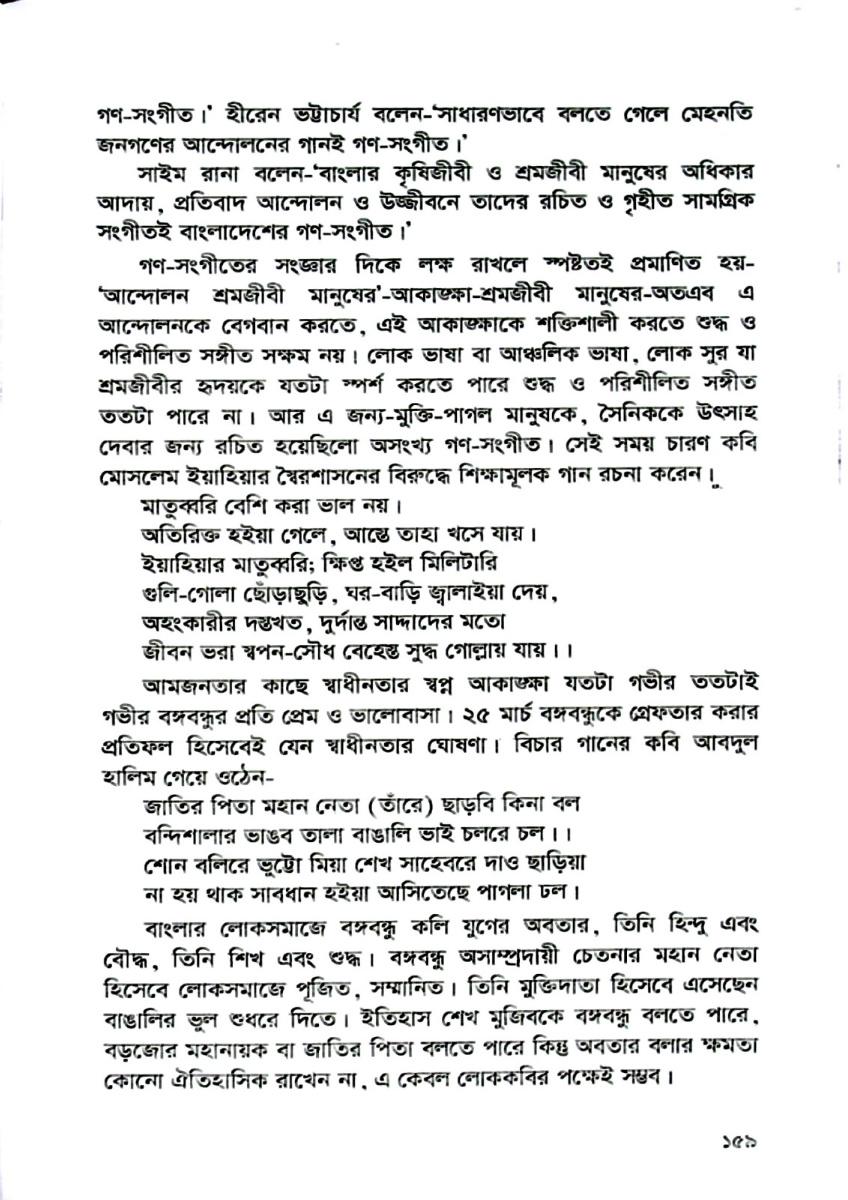 গণ-সংগীত।' হীরেন ভট্টাচার্য বলেন-'সাধারণভাবে বলতে গেলে মেহনতি
জনগণের আন্দোলনের গানই গণ-সংগীত।'
সাইম রানা বলেন-'বাংলার কৃষিজীবী ও শ্রমজীবী মানুষের অধিকার
আদায়, প্রতিবাদ আন্দোলন ও উজ্জীবনে তাদের রচিত ও গৃহীত সামগ্রিক
সংগীতই বাংলাদেশের গণ-সংগীত।'
গণ-সংগীতের সংজ্ঞার দিকে লক্ষ রাখলে স্পষ্টতই প্রমাণিত হয়-
'আন্দোলন শ্রমজীবী মানুষের'-আকাঙ্ক্ষা-শ্রমজীবী মানুষের-অতএব এ
আন্দোলনকে বেগবান করতে, এই আকাঙ্ক্ষাকে শক্তিশালী করতে শুদ্ধ ও
পরিশীলিত সঙ্গীত সক্ষম নয়। লোক ভাষা বা আঞ্চলিক ভাষা, লোক সুর যা
শ্রমজীবীর হৃদয়কে যতটা স্পর্শ করতে পারে শুদ্ধ ও পরিশীলিত সঙ্গীত
ততটা পারে না। আর এ জন্য-মুক্তি-পাগল মানুষকে, সৈনিককে উৎসাহ
দেবার জন্য রচিত হয়েছিলো অসংখ্য গণ-সংগীত। সেই সময় চারণ কবি
মোসলেম ইয়াহিয়ার স্বৈরশাসনের বিরুদ্ধে শিক্ষামূলক গান রচনা করেন।
মাতুব্বরি বেশি করা ভাল নয়।
অতিরিক্ত হইয়া গেলে, আস্তে তাহা খসে যায়।
ইয়াহিয়ার মাতুব্বরি; ক্ষিপ্ত হইল মিলিটারি
গুলি-গোলা ছোঁড়াছুড়ি, ঘর-বাড়ি জ্বালাইয়া দেয়,
অহংকারীর দস্তখত, দুর্দান্ত সাদ্দাদের মতো
জীবন ভরা স্বপন-সৌধ বেহেস্ত সুদ্ধ গোল্লায় যায়।।
আমজনতার কাছে স্বাধীনতার স্বপ্ন আকাঙ্ক্ষা যতটা গভীর ততটাই
গভীর বঙ্গবন্ধুর প্রতি প্রেম ও ভালোবাসা। ২৫ মার্চ বঙ্গবন্ধুকে গ্রেফতার করার
প্রতিফল হিসেবেই যেন স্বাধীনতার ঘোষণা। বিচার গানের কবি আবদুল
হালিম গেয়ে ওঠেন-
জাতির পিতা মহান নেতা (তাঁরে) ছাড়বি কিনা বল
বন্দিশালার ভাঙব তালা বাঙালি ভাই চলরে চল।।
শোন বলিরে ভুট্টো মিয়া শেখ সাহেবরে দাও ছাড়িয়া
না হয় থাক সাবধান হইয়া আসিতেছে পাগলা ঢল।
বাংলার লোকসমাজে বঙ্গবন্ধু কলি যুগের অবতার, তিনি হিন্দু এবং
বৌদ্ধ, তিনি শিখ এবং শুদ্ধ। বঙ্গবন্ধু অসাম্প্রদায়ী চেতনার মহান নেতা
হিসেবে লোকসমাজে পূজিত, সম্মানিত। তিনি মুক্তিদাতা হিসেবে এসেছেন
বাঙালির ভুল শুধরে দিতে। ইতিহাস শেখ মুজিবকে বঙ্গবন্ধু বলতে পারে,
বড়জোর মহানায়ক বা জাতির পিতা বলতে পারে কিন্তু অবতার বলার ক্ষমতা
কোনো ঐতিহাসিক রাখেন না, এ কেবল লোককবির পক্ষেই সম্ভব।
১৫৯